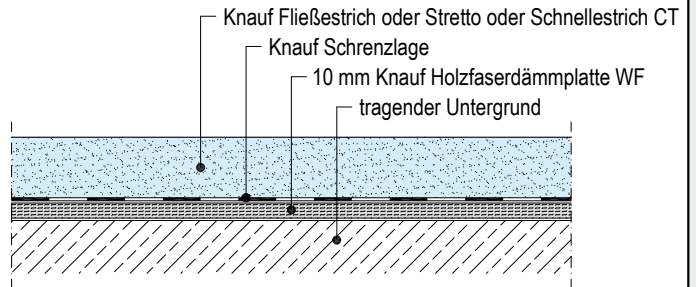 Knauf Fließestrich oder Stretto oder Schnellestrich CT
Knauf Schrenzlage
10 mm Knauf Holzfaserdämmplatte WF
tragender Untergrund